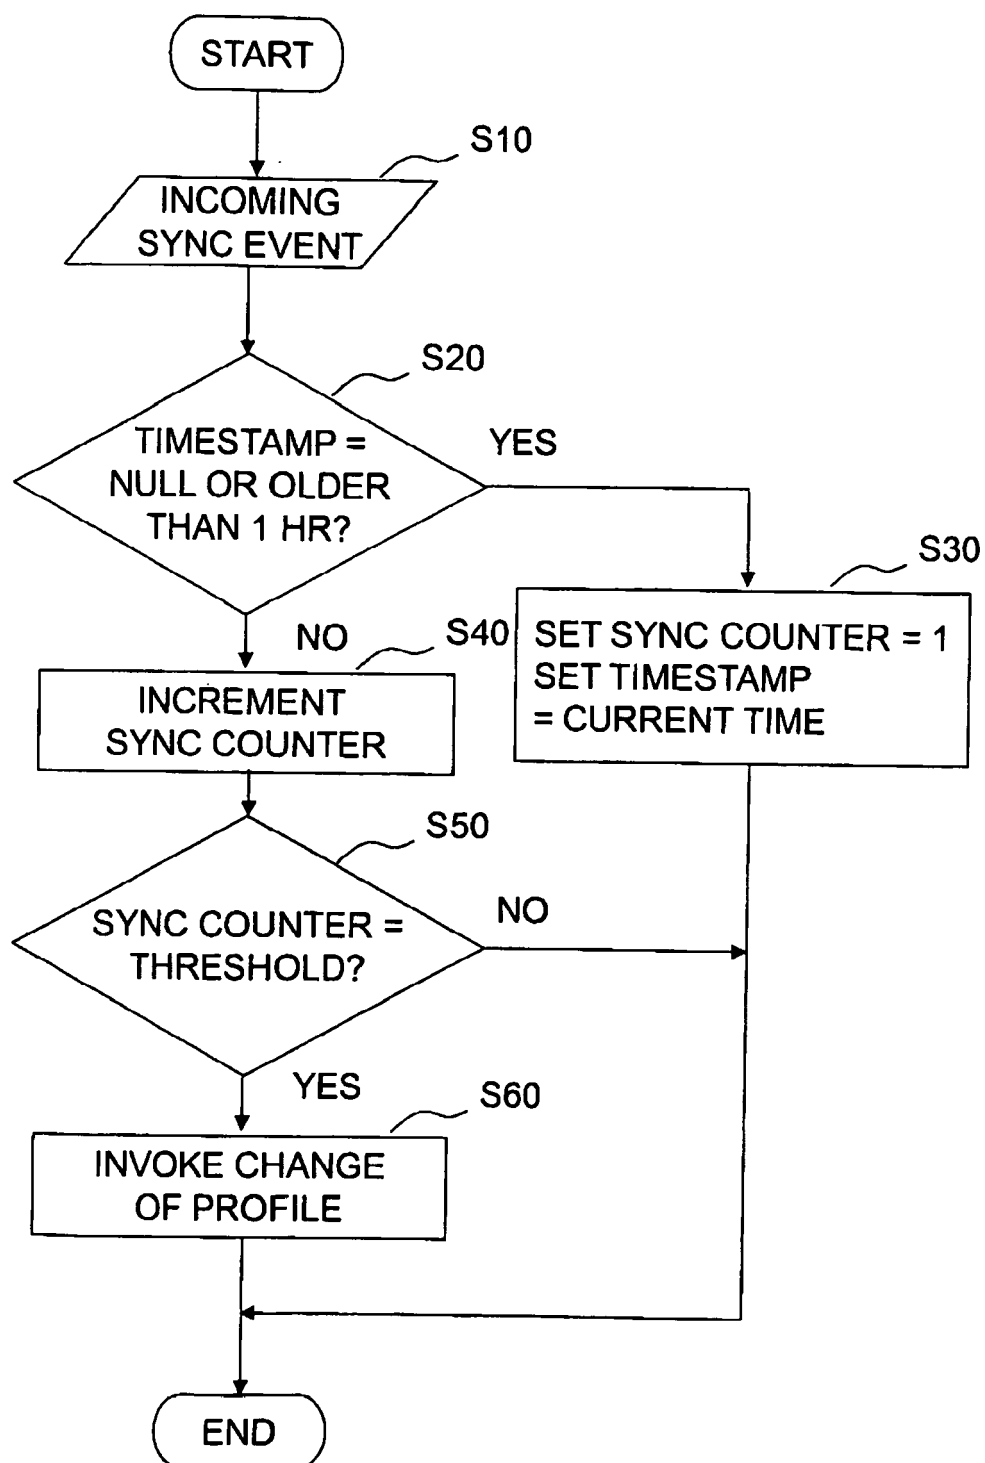 START
S10
INCOMING
SYNC EVENT
S20
TIMESTAMP =
NULL OR OLDER
THAN 1 HR?
YES
S30
SET SYNC COUNTER = 1
SET TIMESTAMP
= CURRENT TIME
NO
S40
INCREMENT
SYNC COUNTER
S50
SYNC COUNTER =
THRESHOLD?
NO
YES
S60
INVOKE CHANGE
OF PROFILE
END